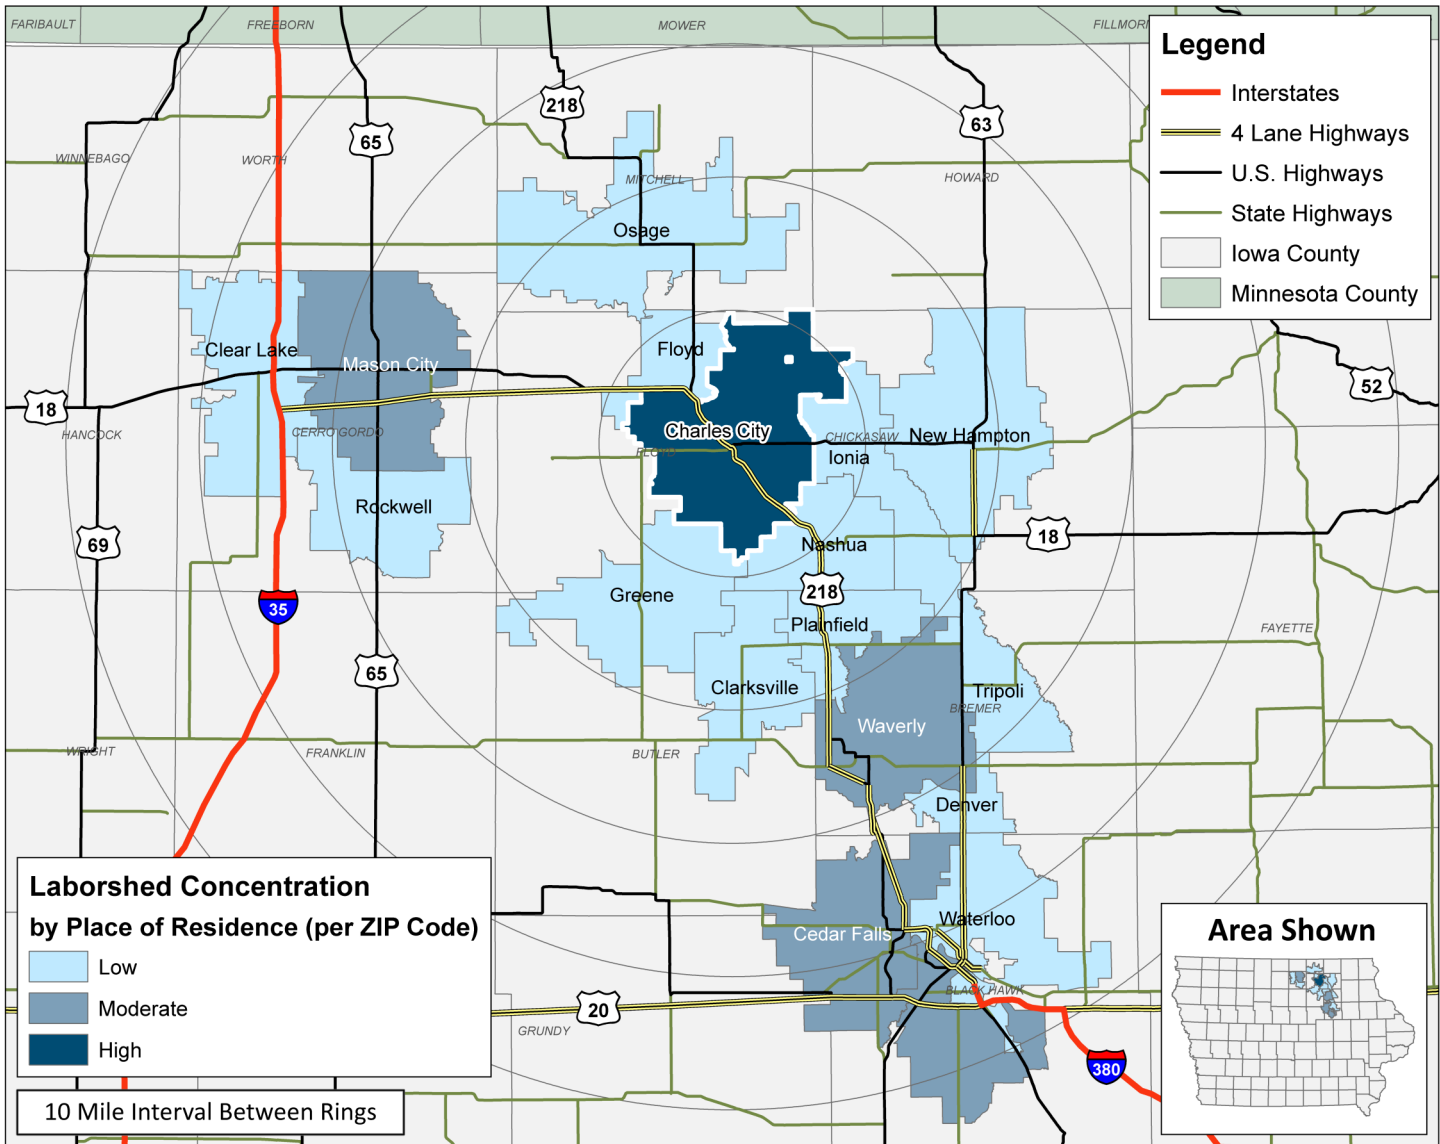 FARIBAULT
FREEBORN
MOWER
FILLMOR
Legend
Interstates
4 Lane Highways
U.S. Highways
State Highways
Iowa County
Minnesota County
218
65
63
WINNEBAGO
WORTH
MITCHELL
HOWARD
Osage
Clear Lake
Mason City
Floyd
18
52
HANCOCK
CERRO GORDO
FLOYD
Charles City
CHICKASAW
New Hampton
Ionia
Rockwell
69
Nashua
18
35
Greene
218
Plainfield
FAYETTE
65
Clarksville
Tripoli
BREMER
Waverly
WRIGHT
FRANKLIN
BUTLER
Denver
Laborshed Concentration
by Place of Residence (per ZIP Code)
Low
Moderate
High
Waterloo
Cedar Falls
BLACK HAWK
20
GRUNDY
380
Area Shown
10 Mile Interval Between Rings